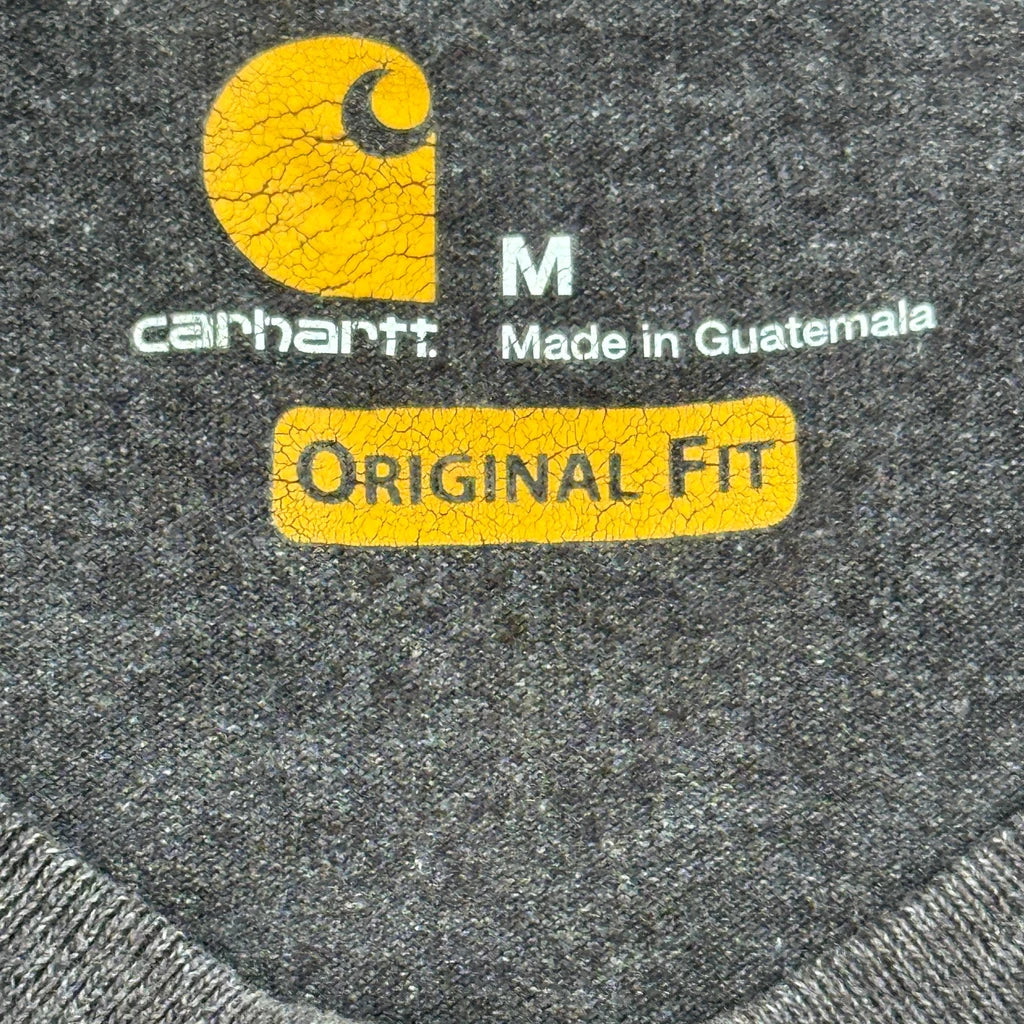 carhartt.
M
Made in Guatemala
ORIGINAL FIT